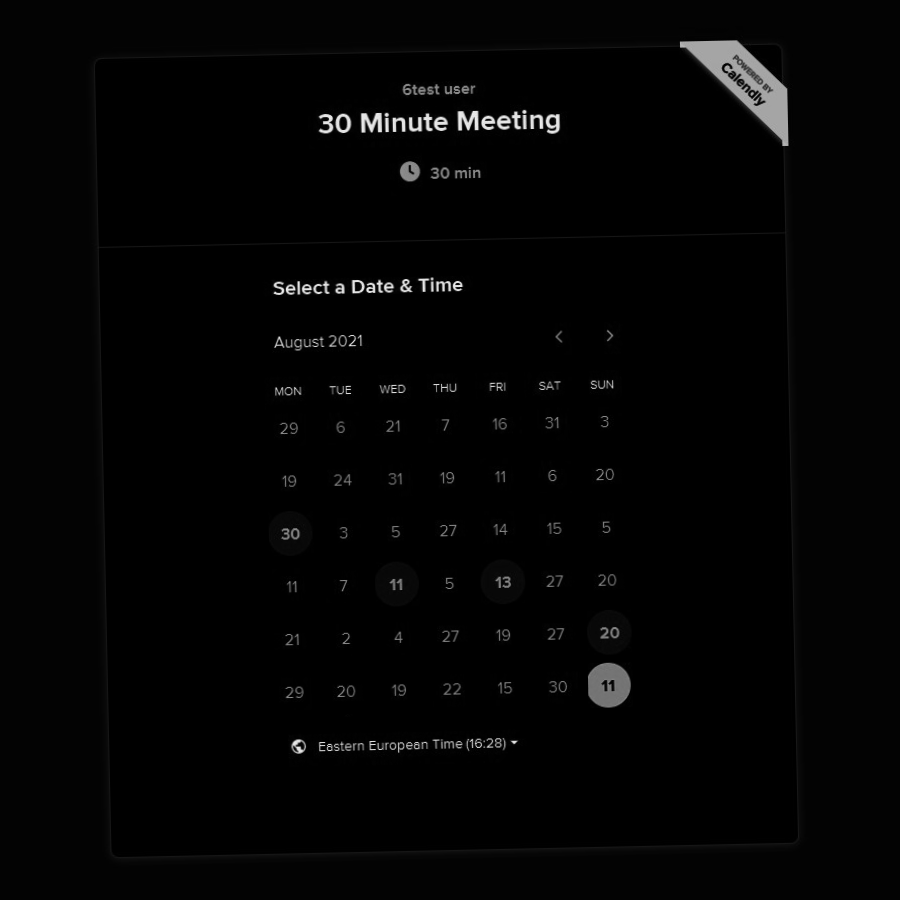 6test user
POWERED BY
Calendly
30 Minute Meeting
30 min
Select a Date & Time
August 2021
MON TUE WED THU FRI SAT SUN
29 6 21 7 16 31 3
19 24 31 19 11 6 20
30 3 5 27 14 15 5
11 7 11 5 13 27 20
21 2 4 27 19 27 20
29 20 19 22 15 30 11
Eastern European Time (16:28)